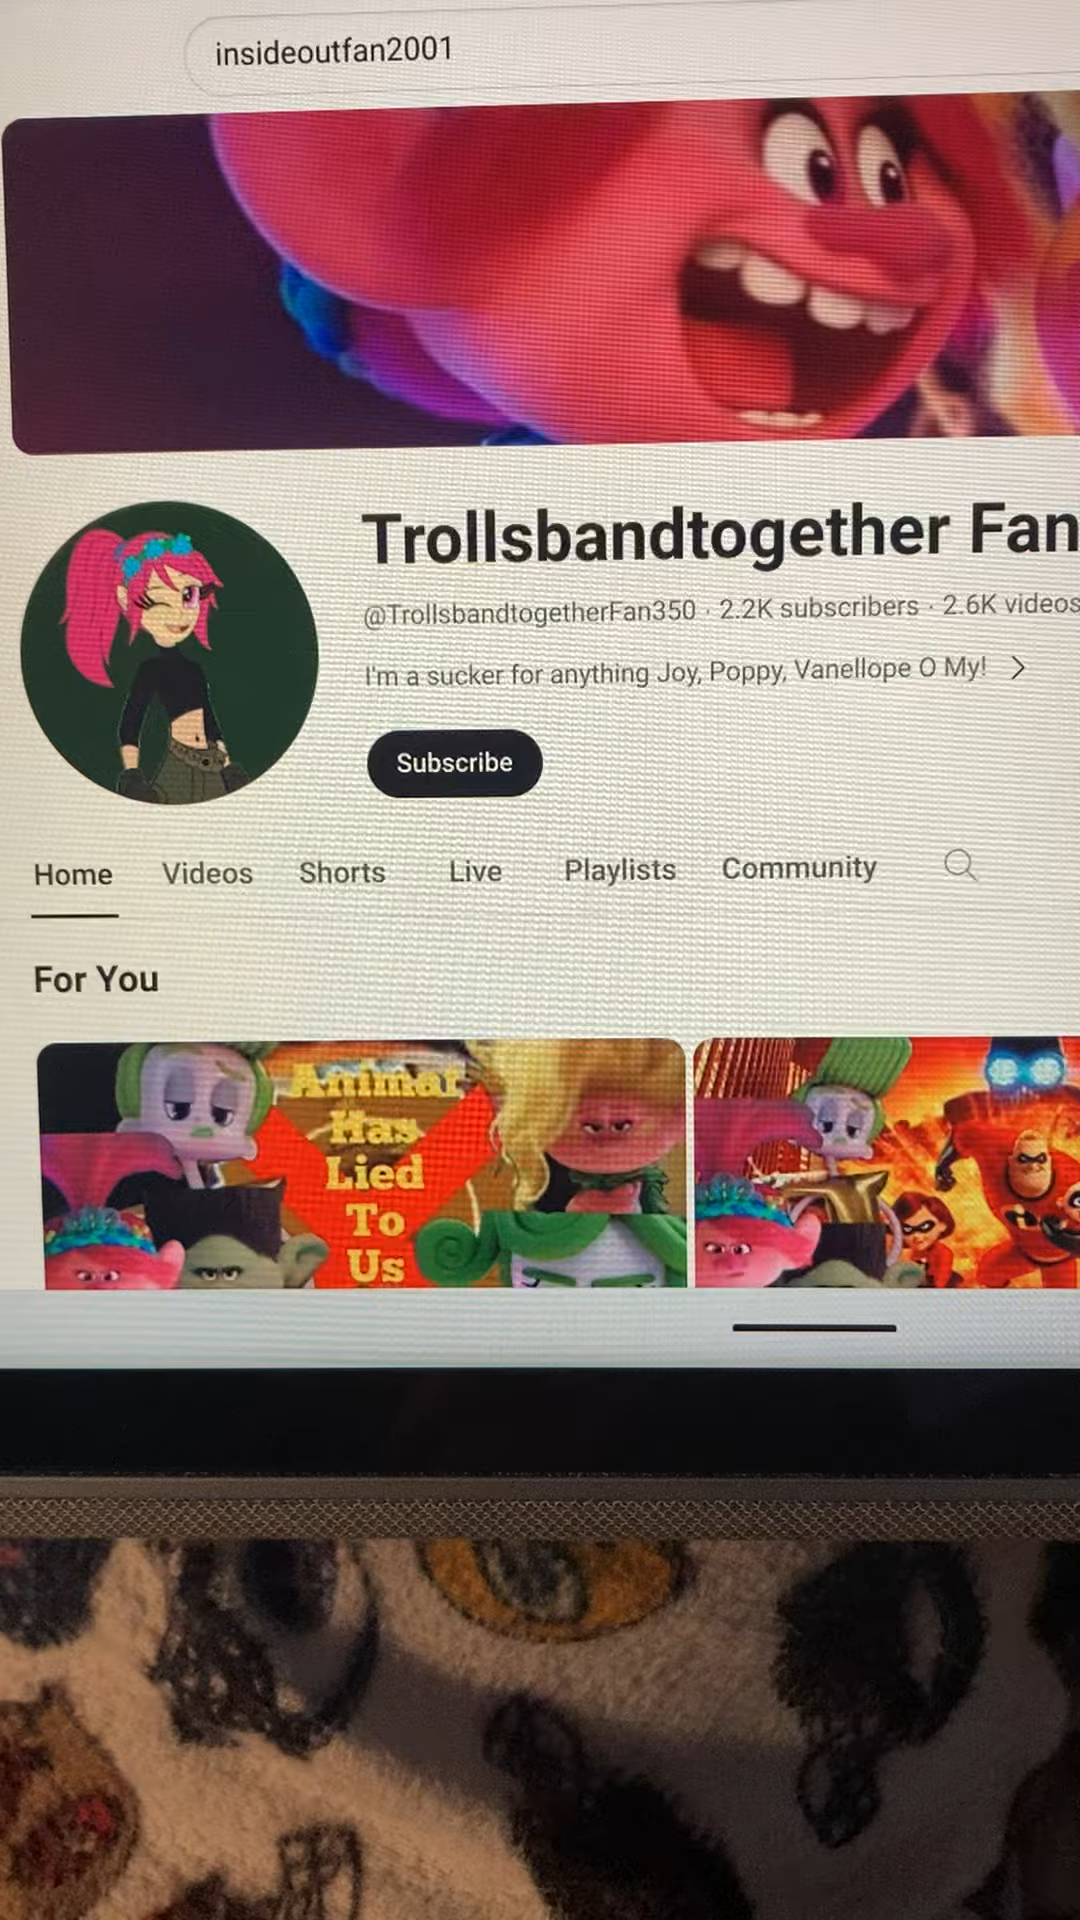 insideoutfan2001
Trollsbandtogether Fan
@TrollsbandtogetherFan350 · 2.2K subscribers · 2.6K videos
I'm a sucker for anything Joy, Poppy, Vanellope O My!
Subscribe
Home Videos Shorts Live Playlists Community
For You
Animal
Has
Lied
To
Us